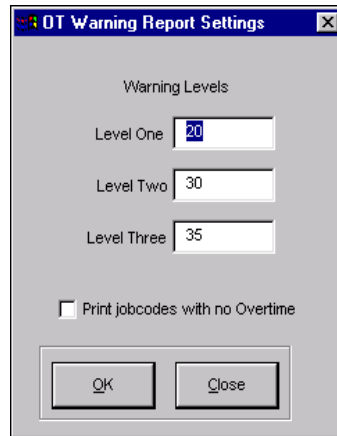 OT Warning Report Settings
Warning Levels
Level One 20
Level Two 30
Level Three 35
Print jobcodes with no Overtime
OK Close